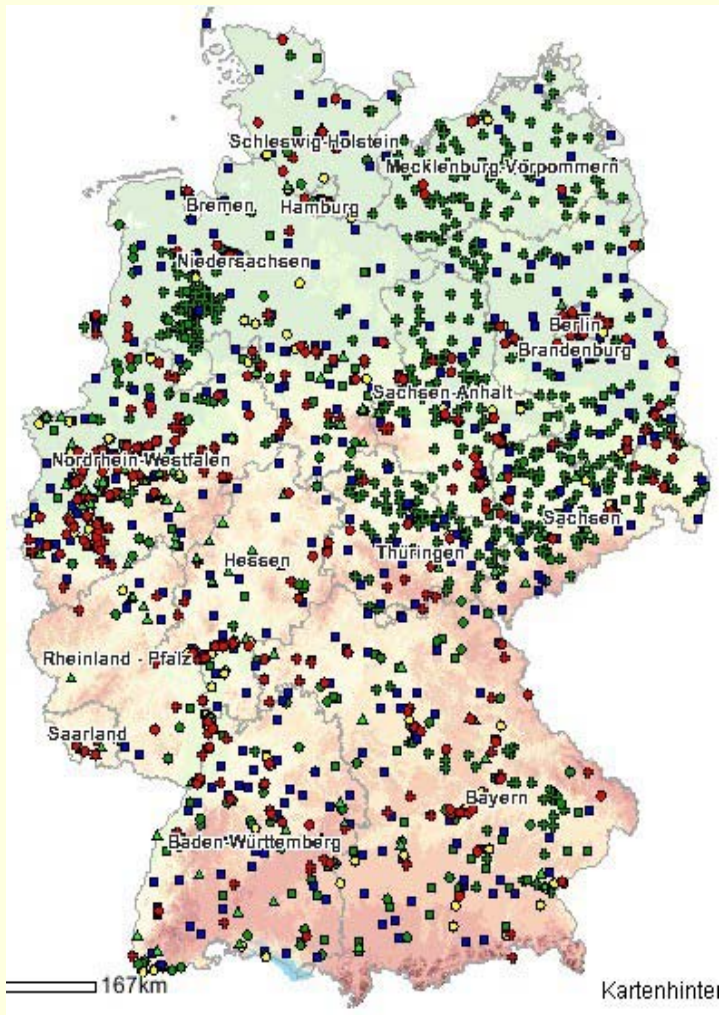 Schleswig-Holstein
Mecklenburg-Vorpommern
Bremen
Hamburg
Niedersachsen
Berlin
Brandenburg
Sachsen-Anhalt
Nordrhein-Westfalen
Sachsen
Thüringen
Hessen
Rheinland - Pfalz
Saarland
Bayern
Baden-Württemberg
167km
Kartenhinter